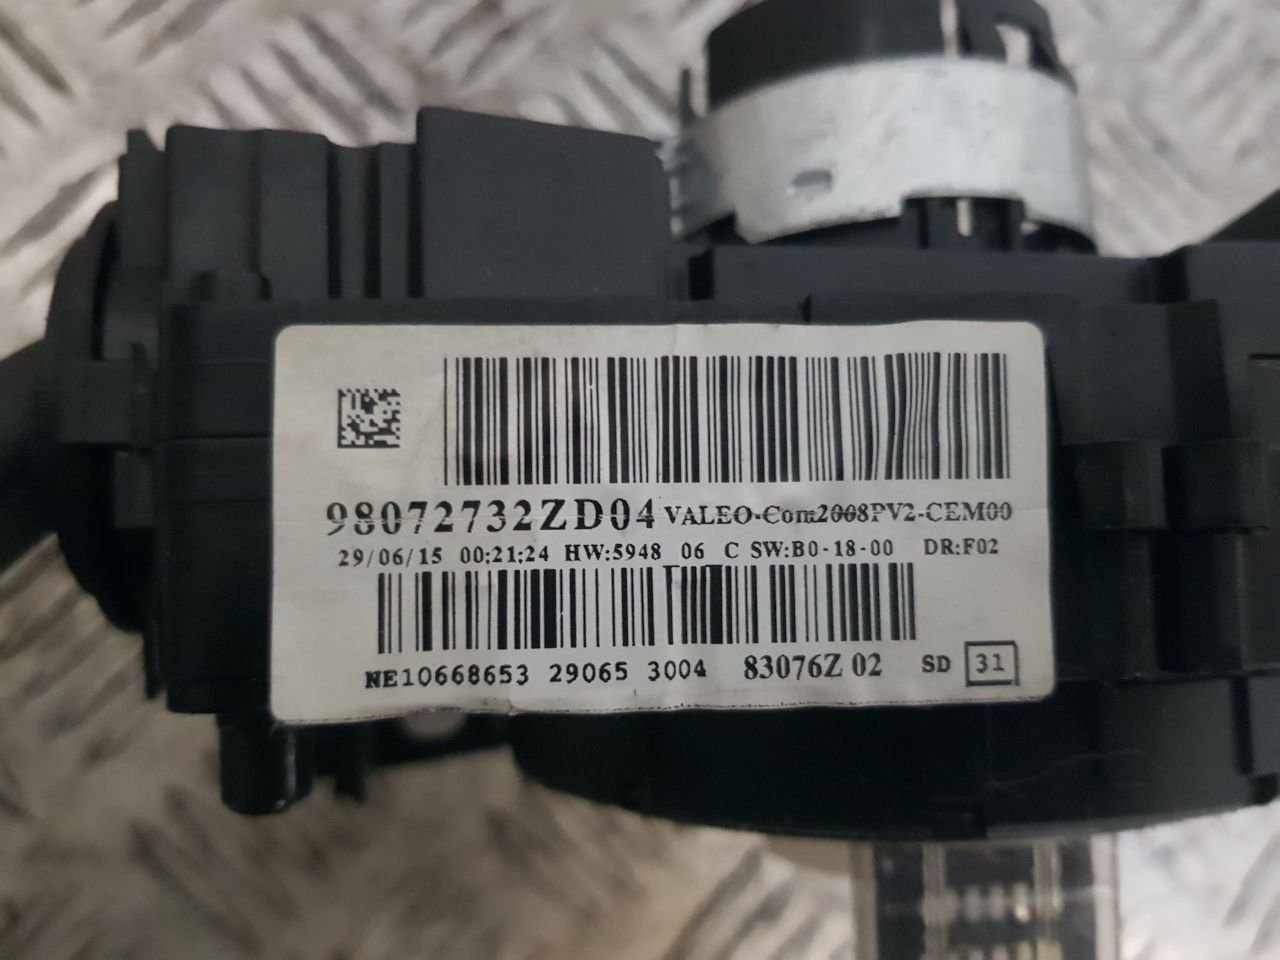 98072732ZD04 VALEO-Com2008PV2-CEM00
29/06/15 00;21;24 HW:5948 06 C SW:B0-18-00 DR:F02
NE10668653 29065 3004 83076Z 02 SD 31